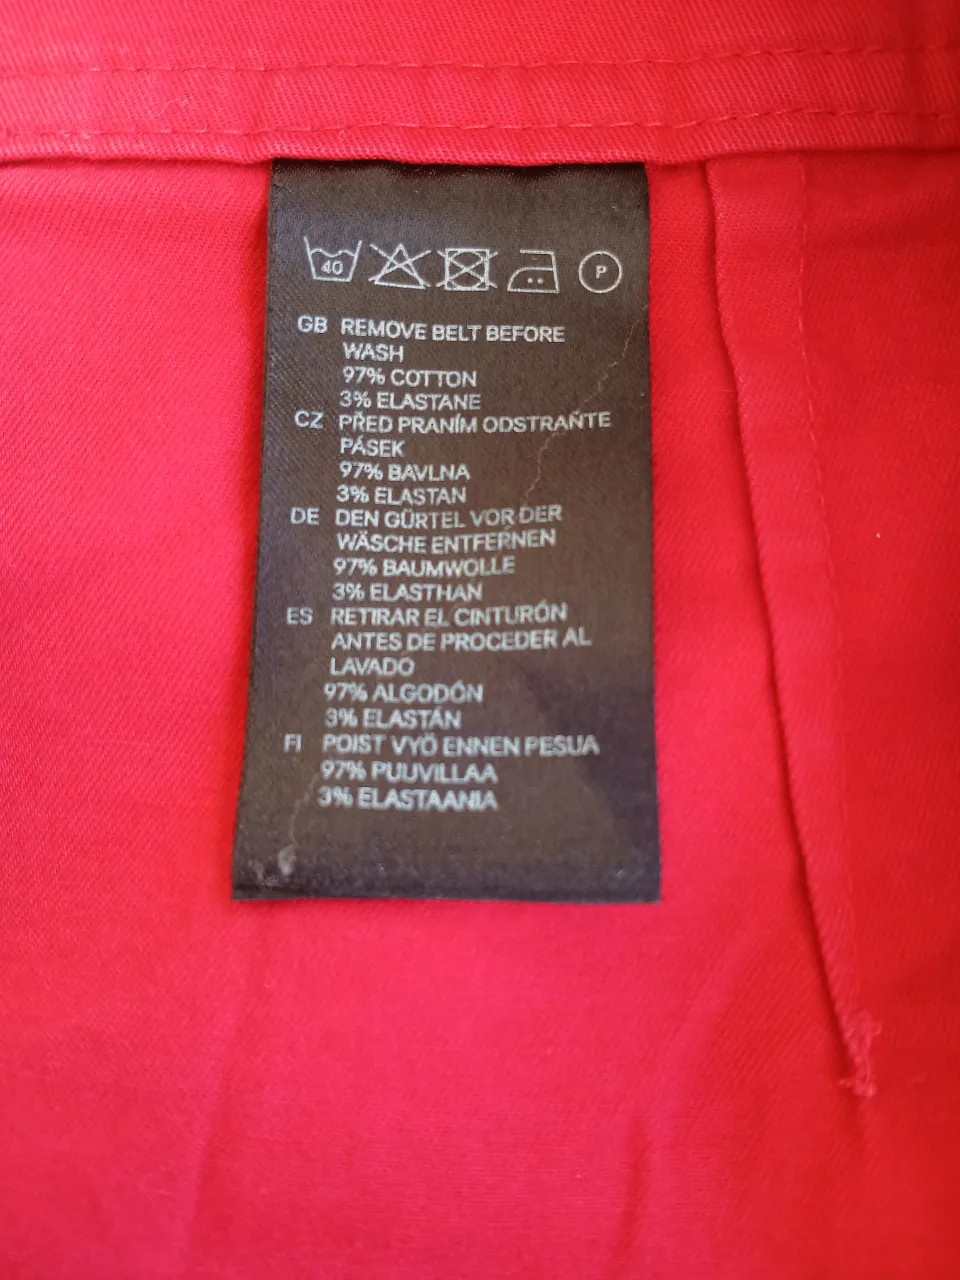 40 P
GB REMOVE BELT BEFORE
WASH
97% COTTON
3% ELASTANE
CZ PŘED PRANÍM ODSTRAŇTE
PÁSEK
97% BAVLNA
3% ELASTAN
DE DEN GÜRTEL VOR DER
WÄSCHE ENTFERNEN
97% BAUMWOLLE
3% ELASTHAN
ES RETIRAR EL CINTURÓN
ANTES DE PROCEDER AL
LAVADO
97% ALGODÓN
3% ELASTÁN
FI POIST VYÖ ENNEN PESUA
97% PUUVILLAA
3% ELASTAANIA